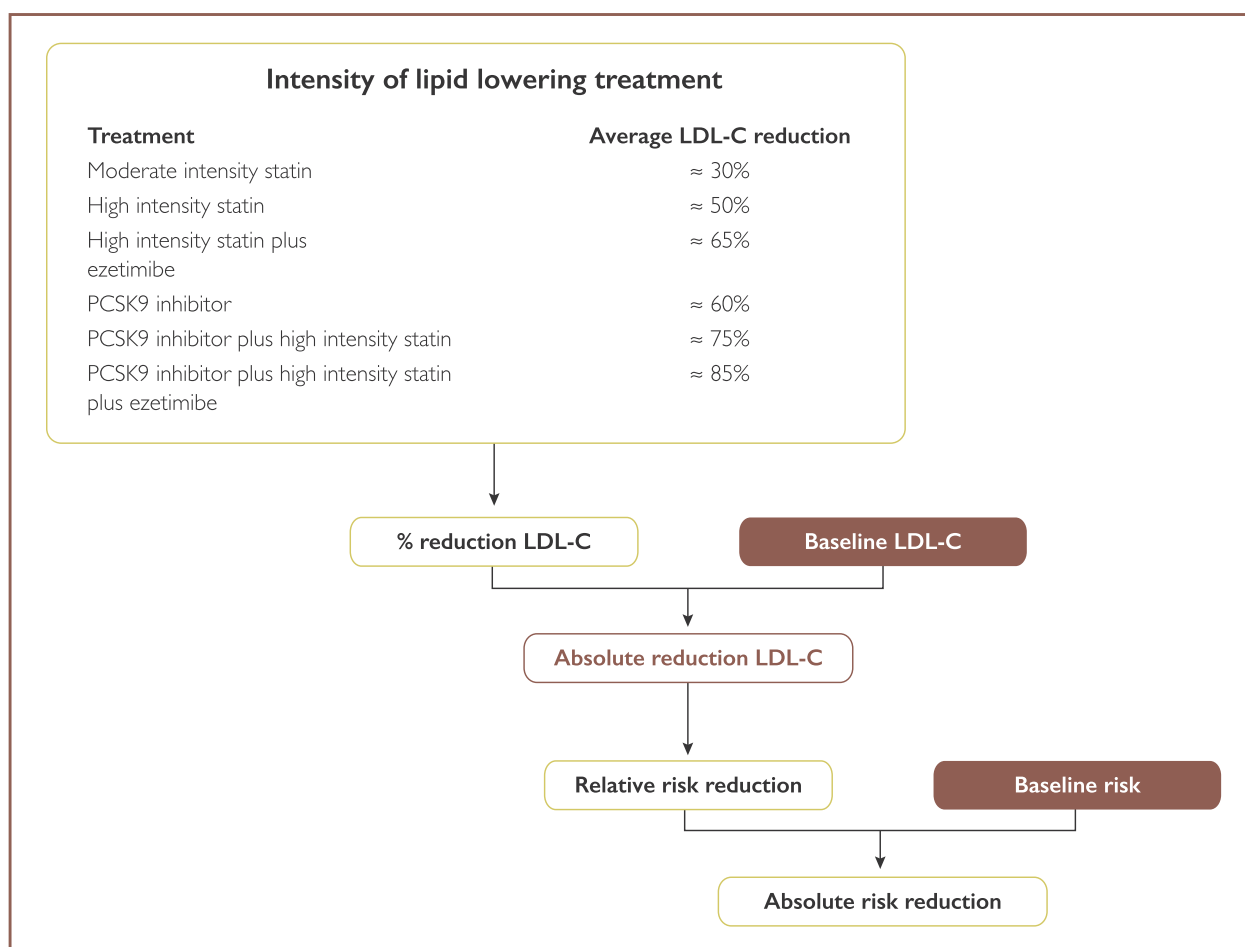 Intensity of lipid lowering treatment
Treatment Average LDL-C reduction
Moderate intensity statin ≈ 30%
High intensity statin ≈ 50%
High intensity statin plus ≈ 65%
ezetimibe
PCSK9 inhibitor ≈ 60%
PCSK9 inhibitor plus high intensity statin ≈ 75%
PCSK9 inhibitor plus high intensity statin ≈ 85%
plus ezetimibe
% reduction LDL-C Baseline LDL-C
Absolute reduction LDL-C
Relative risk reduction Baseline risk
Absolute risk reduction